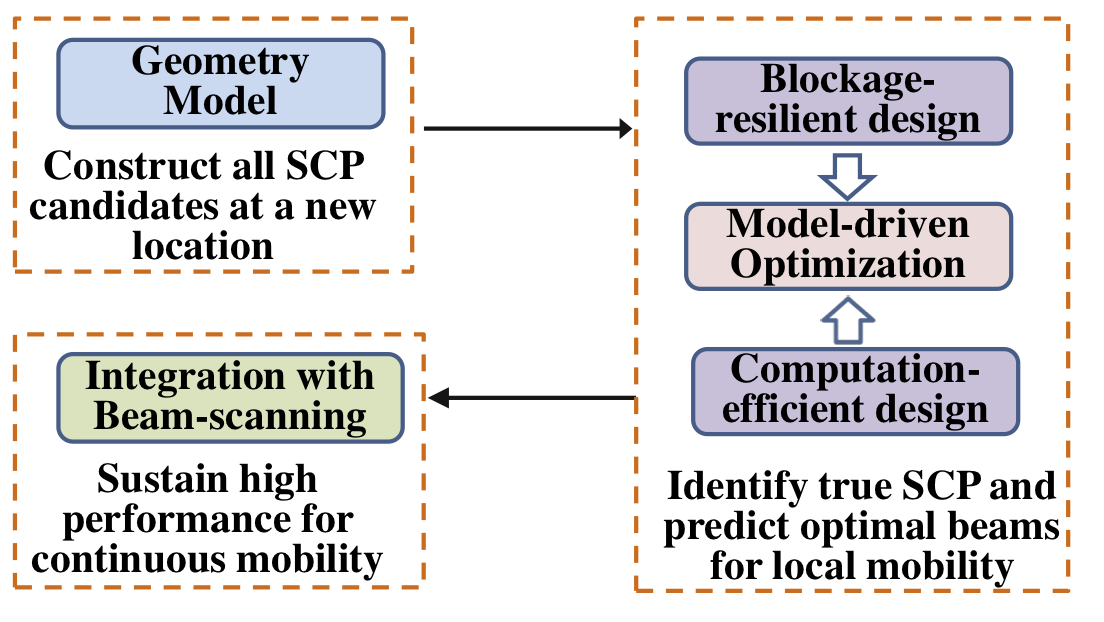 Geometry
Model
Construct all SCP
candidates at a new
location
Blockage-
resilient design
Model-driven
Optimization
Computation-
efficient design
Identify true SCP and
predict optimal beams
for local mobility
Integration with
Beam-scanning
Sustain high
performance for
continuous mobility